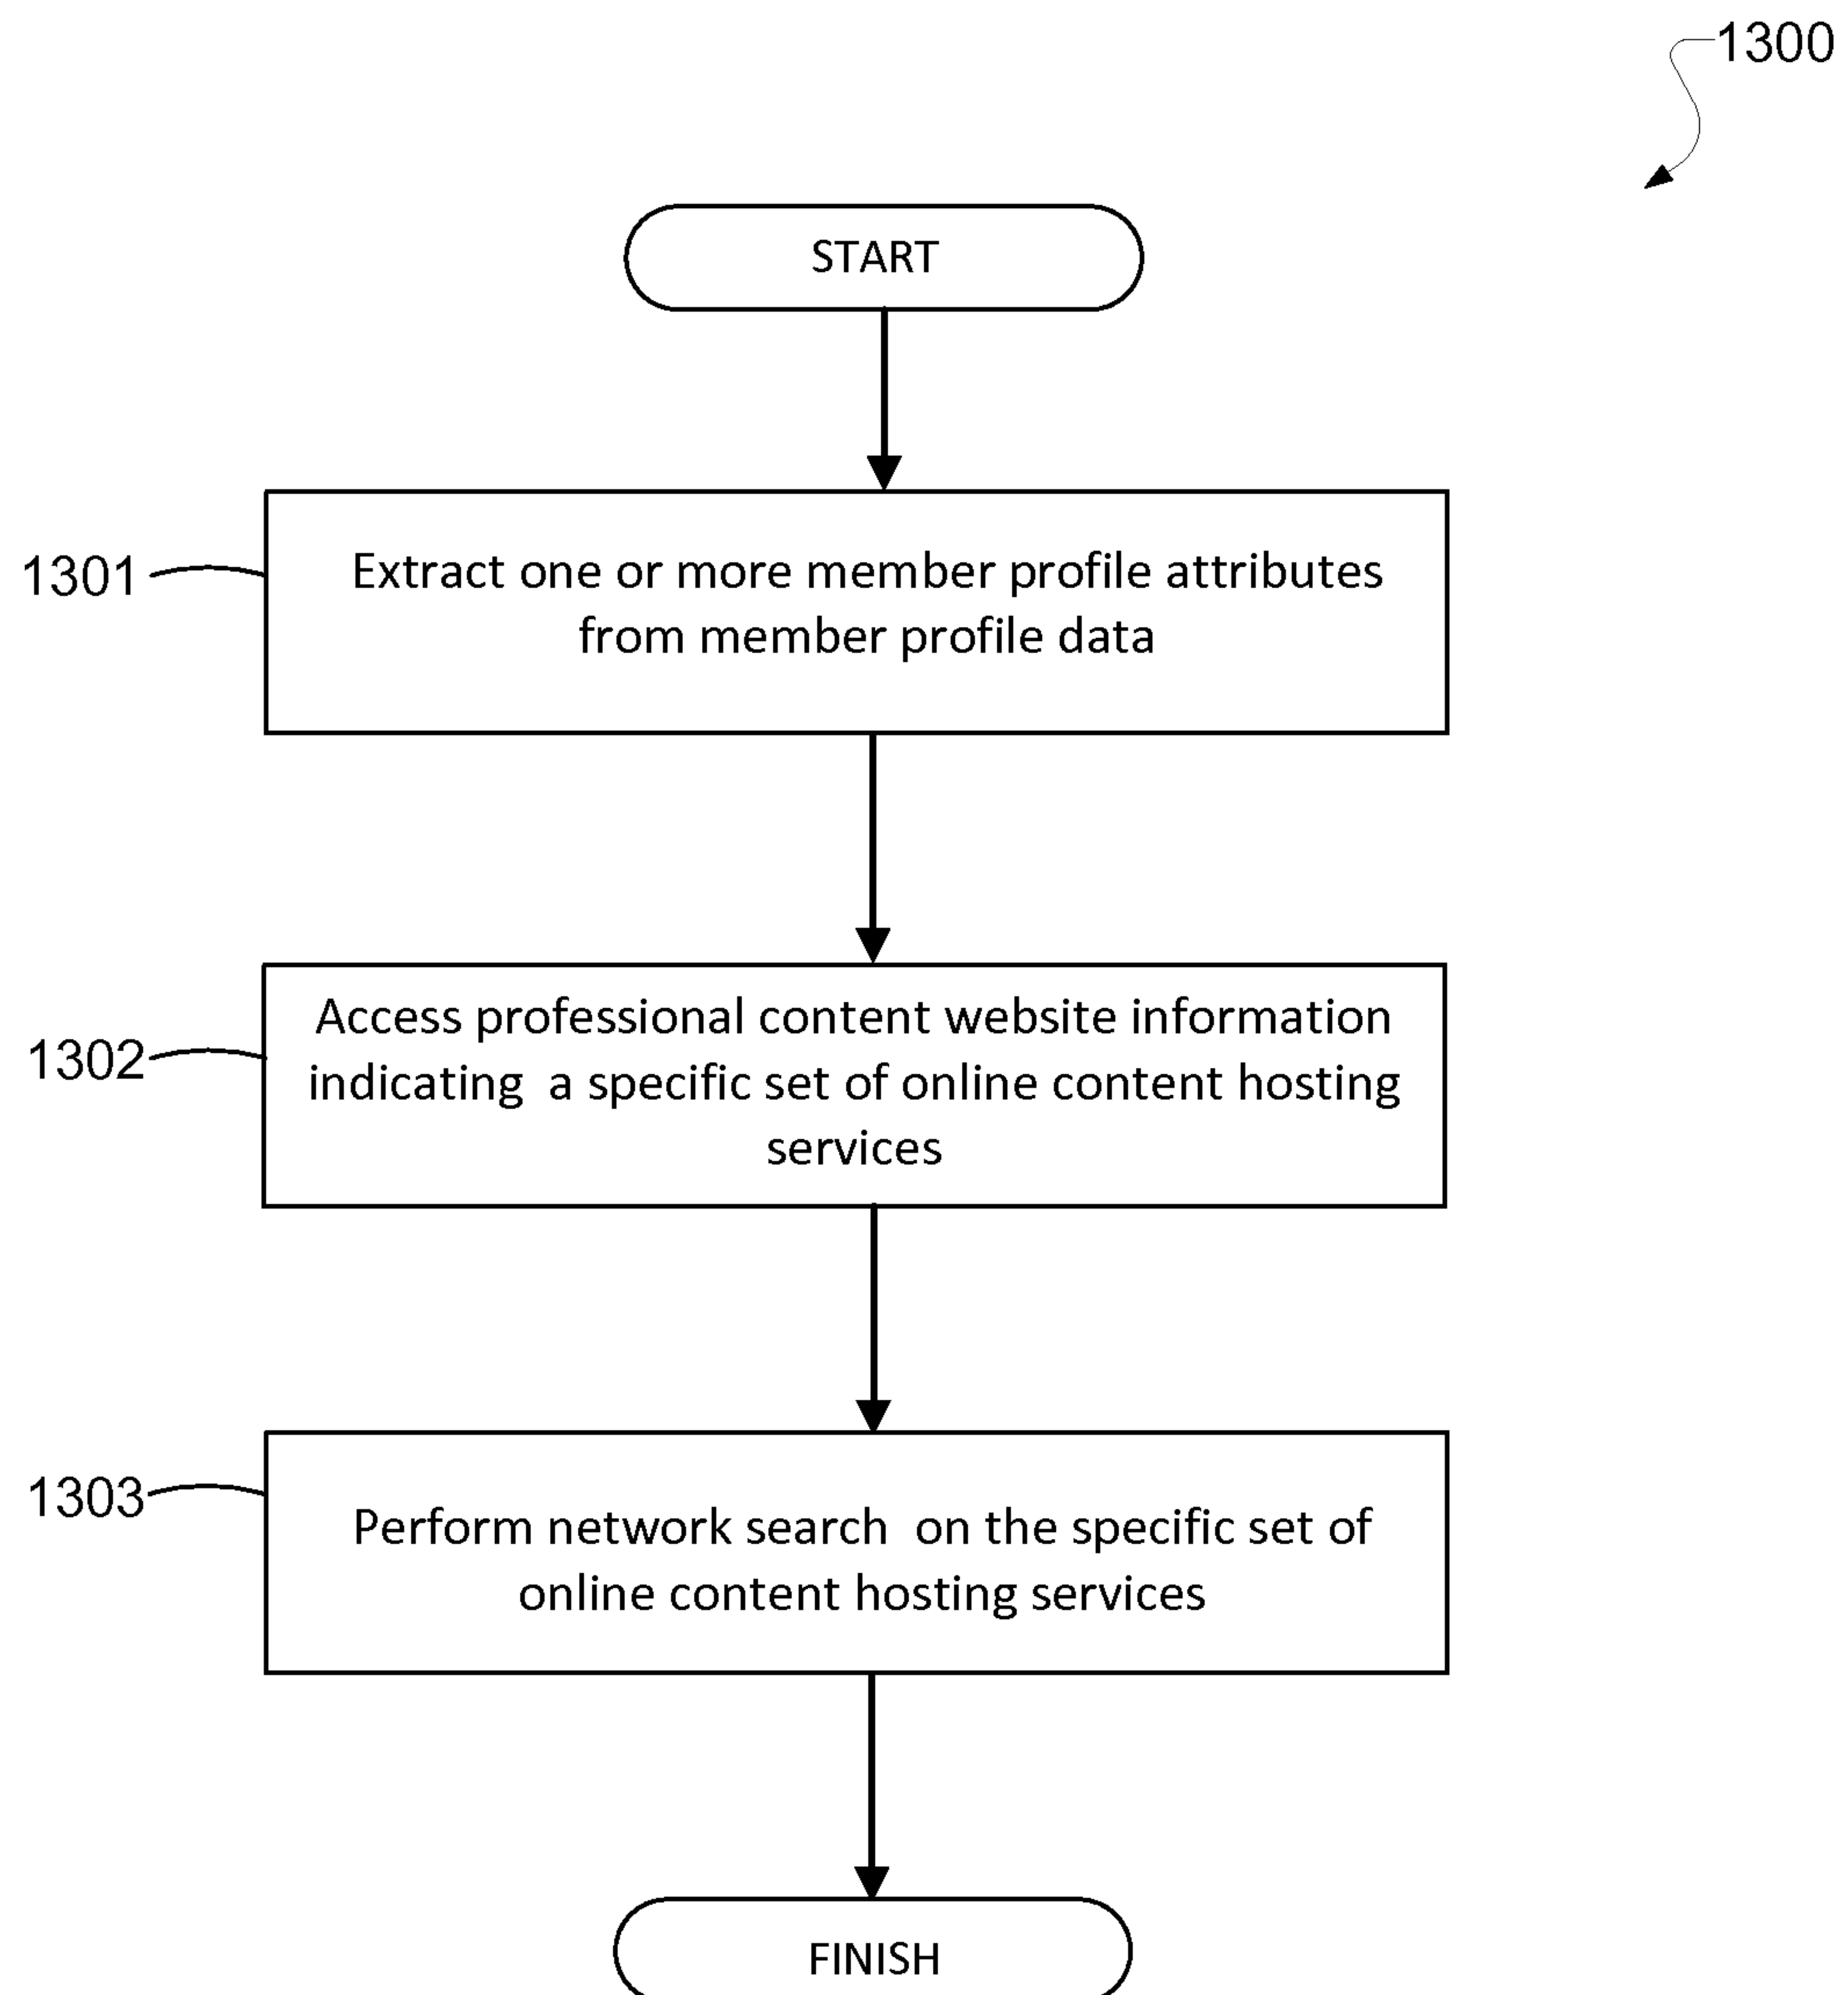 1300
START
1301
Extract one or more member profile attributes
from member profile data
1302
Access professional content website information
indicating a specific set of online content hosting
services
1303
Perform network search on the specific set of
online content hosting services
FINISH